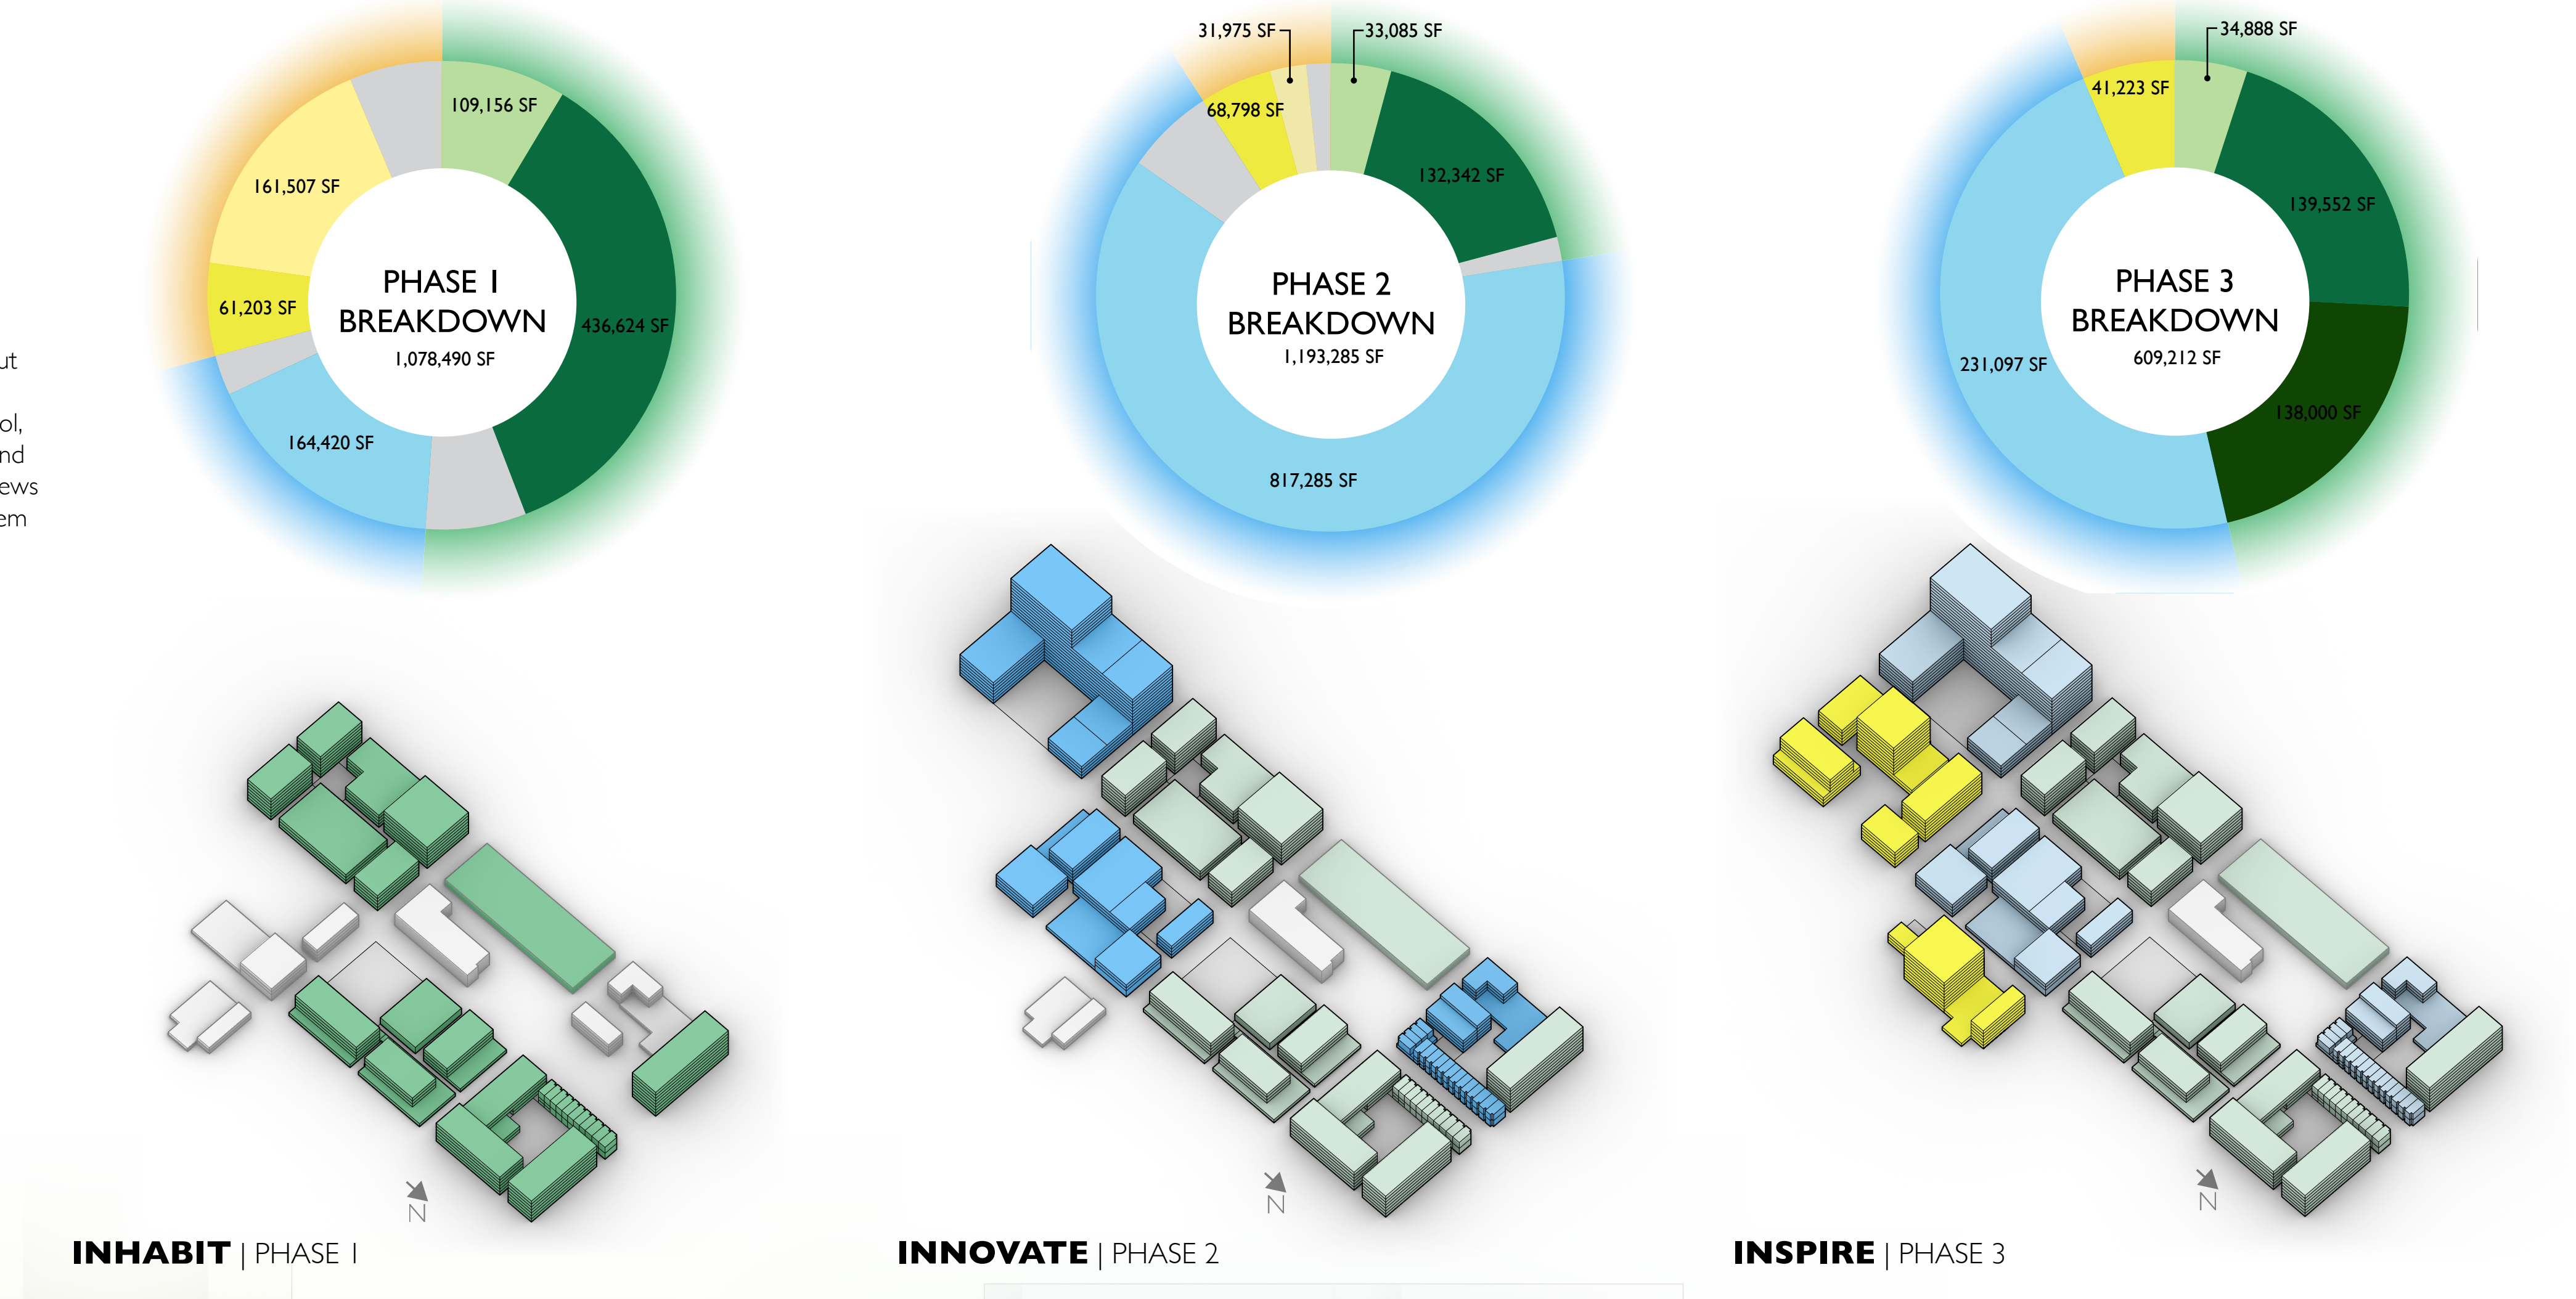 ut
ol,
nd
ews
em
109,156 SF
436,624 SF
164,420 SF
61,203 SF
161,507 SF
PHASE 1
BREAKDOWN
1,078,490 SF
31,975 SF
33,085 SF
68,798 SF
132,342 SF
817,285 SF
PHASE 2
BREAKDOWN
1,193,285 SF
34,888 SF
41,223 SF
139,552 SF
138,000 SF
231,097 SF
PHASE 3
BREAKDOWN
609,212 SF
N
N
N
INHABIT | PHASE 1
INNOVATE | PHASE 2
INSPIRE | PHASE 3